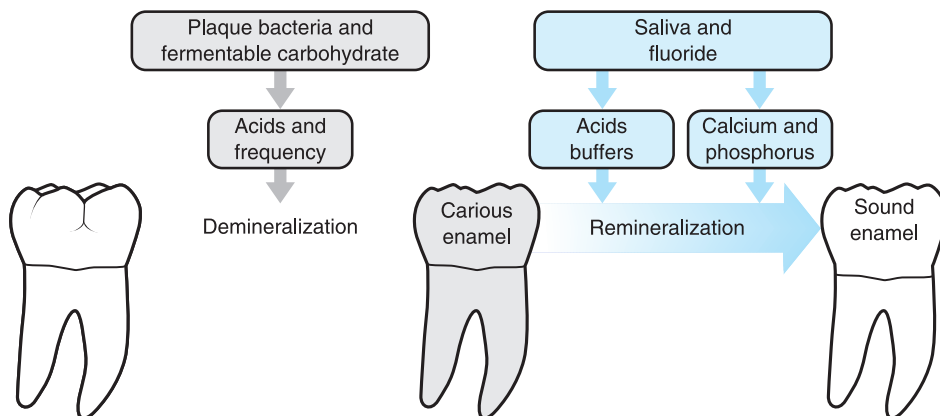 Plaque bacteria and
fermentable carbohydrate
Saliva and
fluoride
Acids and
frequency
Acids
buffers
Calcium and
phosphorus
Demineralization
Carious
enamel
Remineralization
Sound
enamel